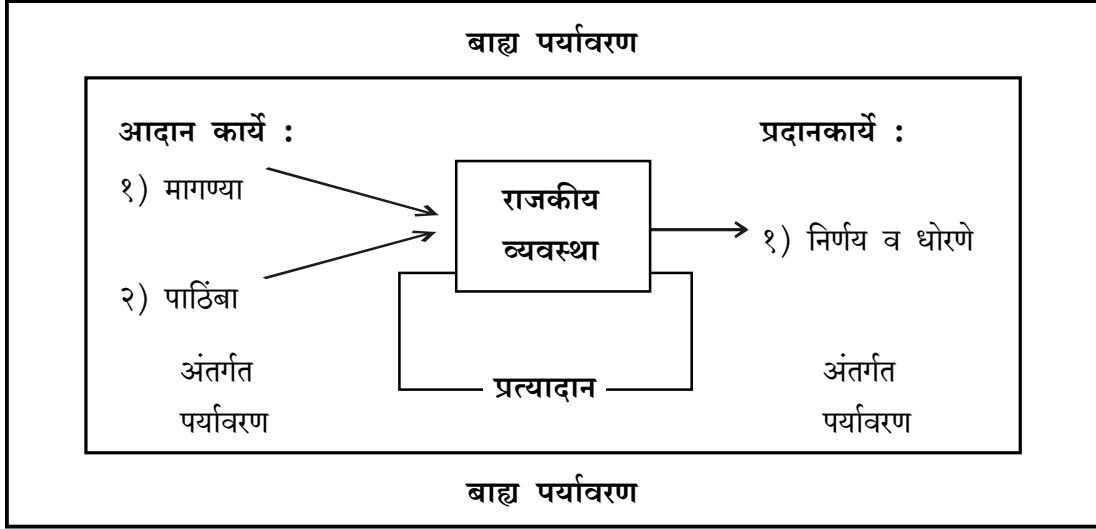 बाह्य पर्यावरण
आदान कार्ये :
१) मागण्या
२) पाठिंबा
राजकीय
व्यवस्था
प्रदानकार्ये :
१) निर्णय व धोरणे
प्रत्यादान
अंतर्गत
पर्यावरण
अंतर्गत
पर्यावरण
बाह्य पर्यावरण